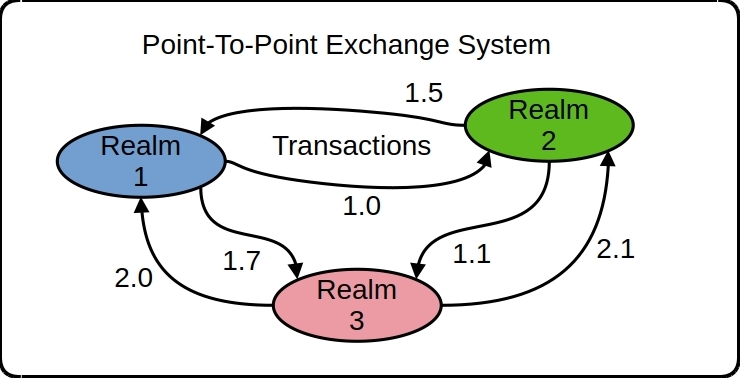 Point-To-Point Exchange System
1.5
Realm
2
Transactions
Realm
1
1.0
1.7
1.1
2.1
2.0
Realm
3